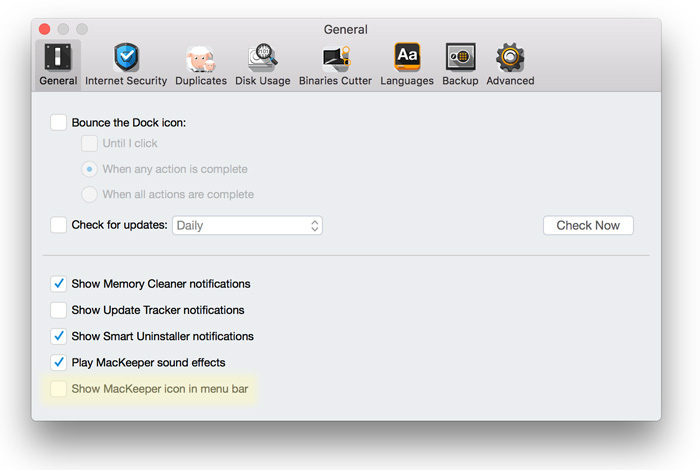 General
General Internet Security Duplicates Disk Usage Binaries Cutter Languages Backup Advanced
Aa
Bounce the Dock icon:
Until I click
When any action is complete
When all actions are complete
Check for updates: Daily Check Now
Show Memory Cleaner notifications
Show Update Tracker notifications
Show Smart Uninstaller notifications
Play MacKeeper sound effects
Show MacKeeper icon in menu bar